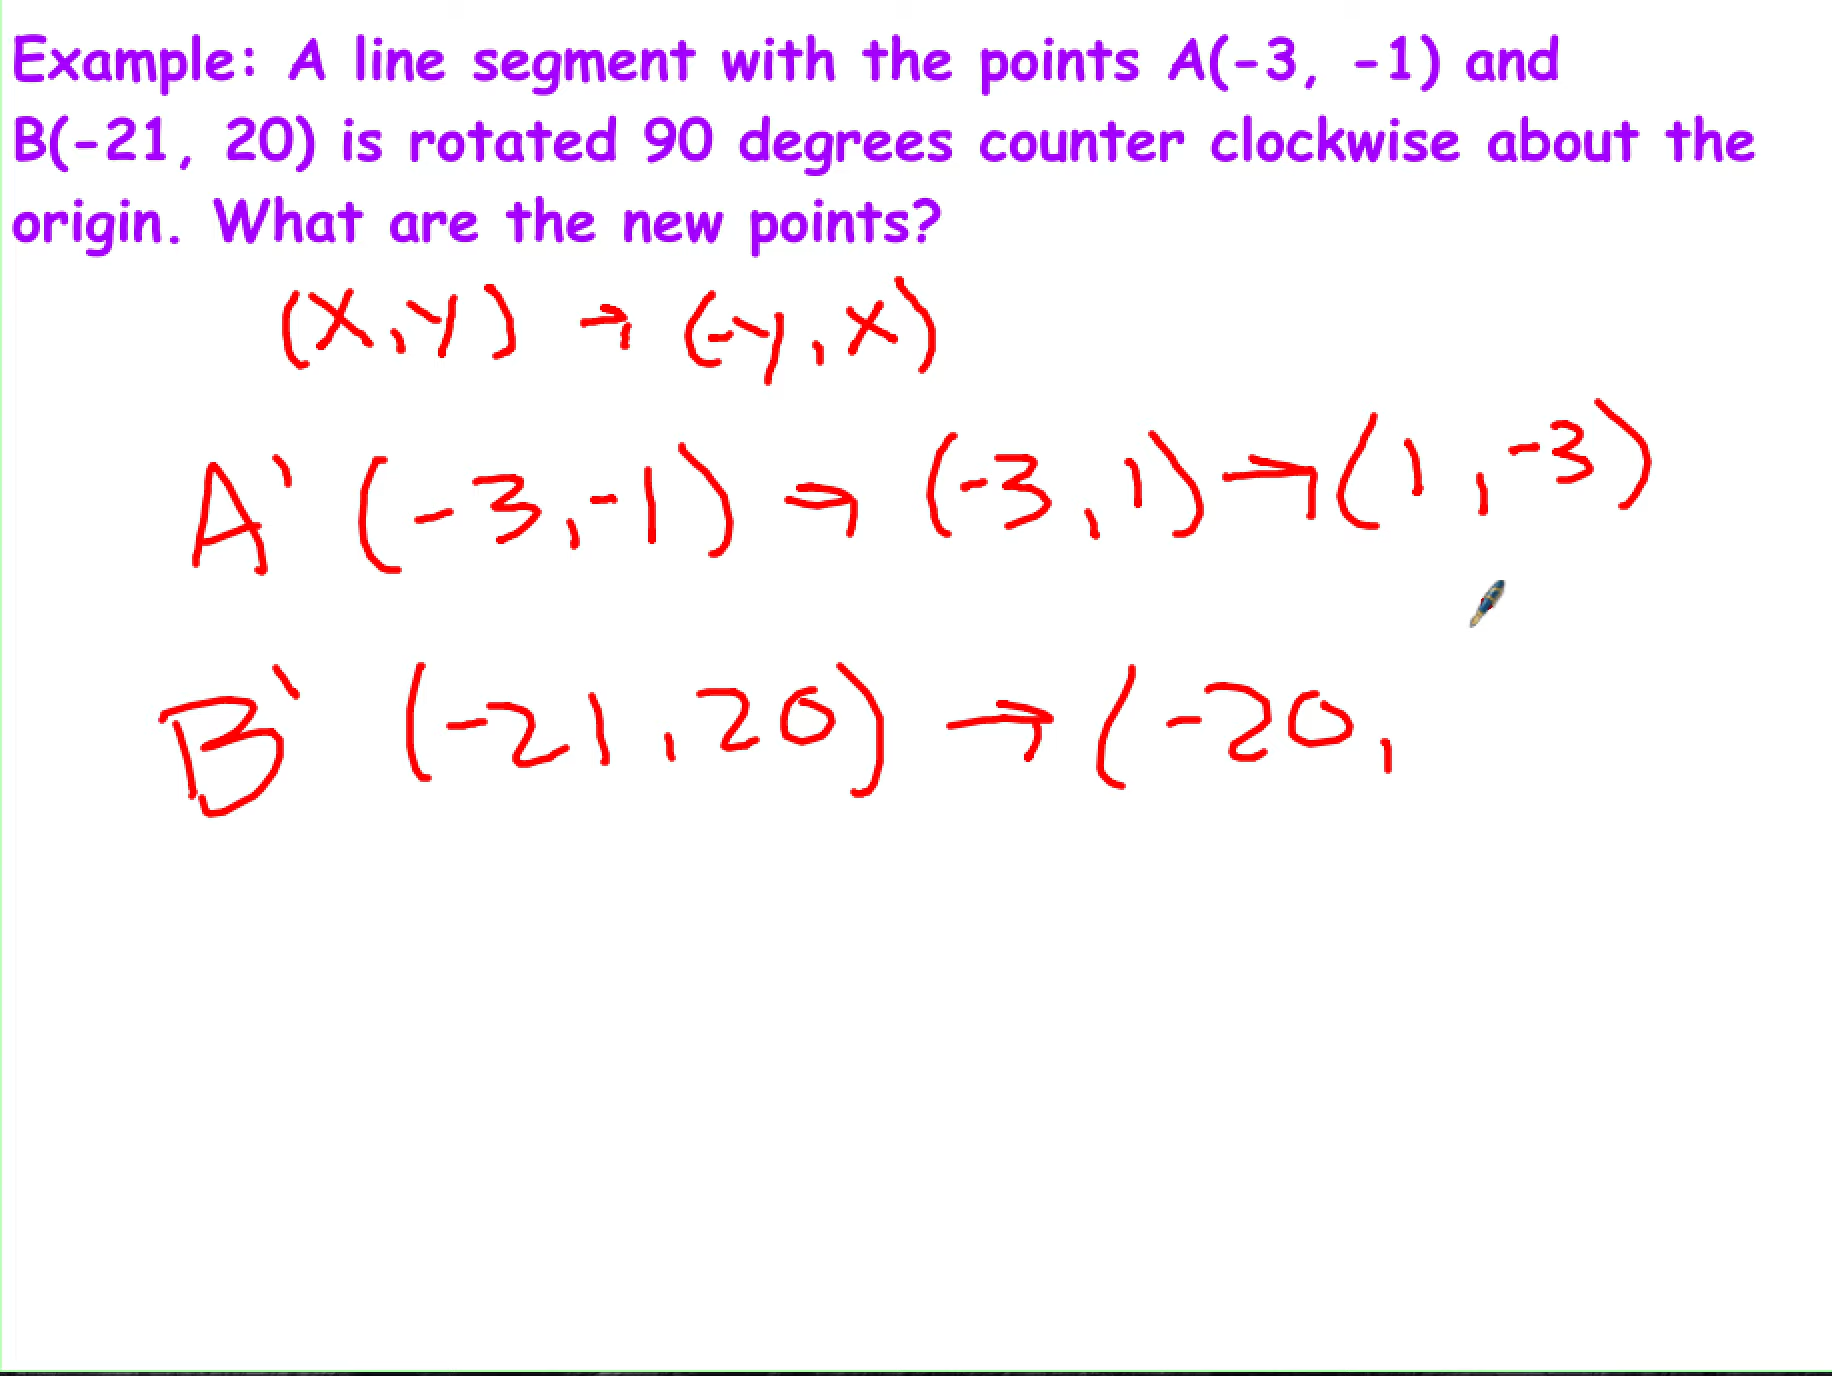 Example: A line segment with the points A(-3, -1) and
B(-21, 20) is rotated 90 degrees counter clockwise about the
origin. What are the new points?
(x,y) → (-y,x)
A' (-3,-1) → (-3,1) → (1,-3)
B' (-21,20) → (-20,